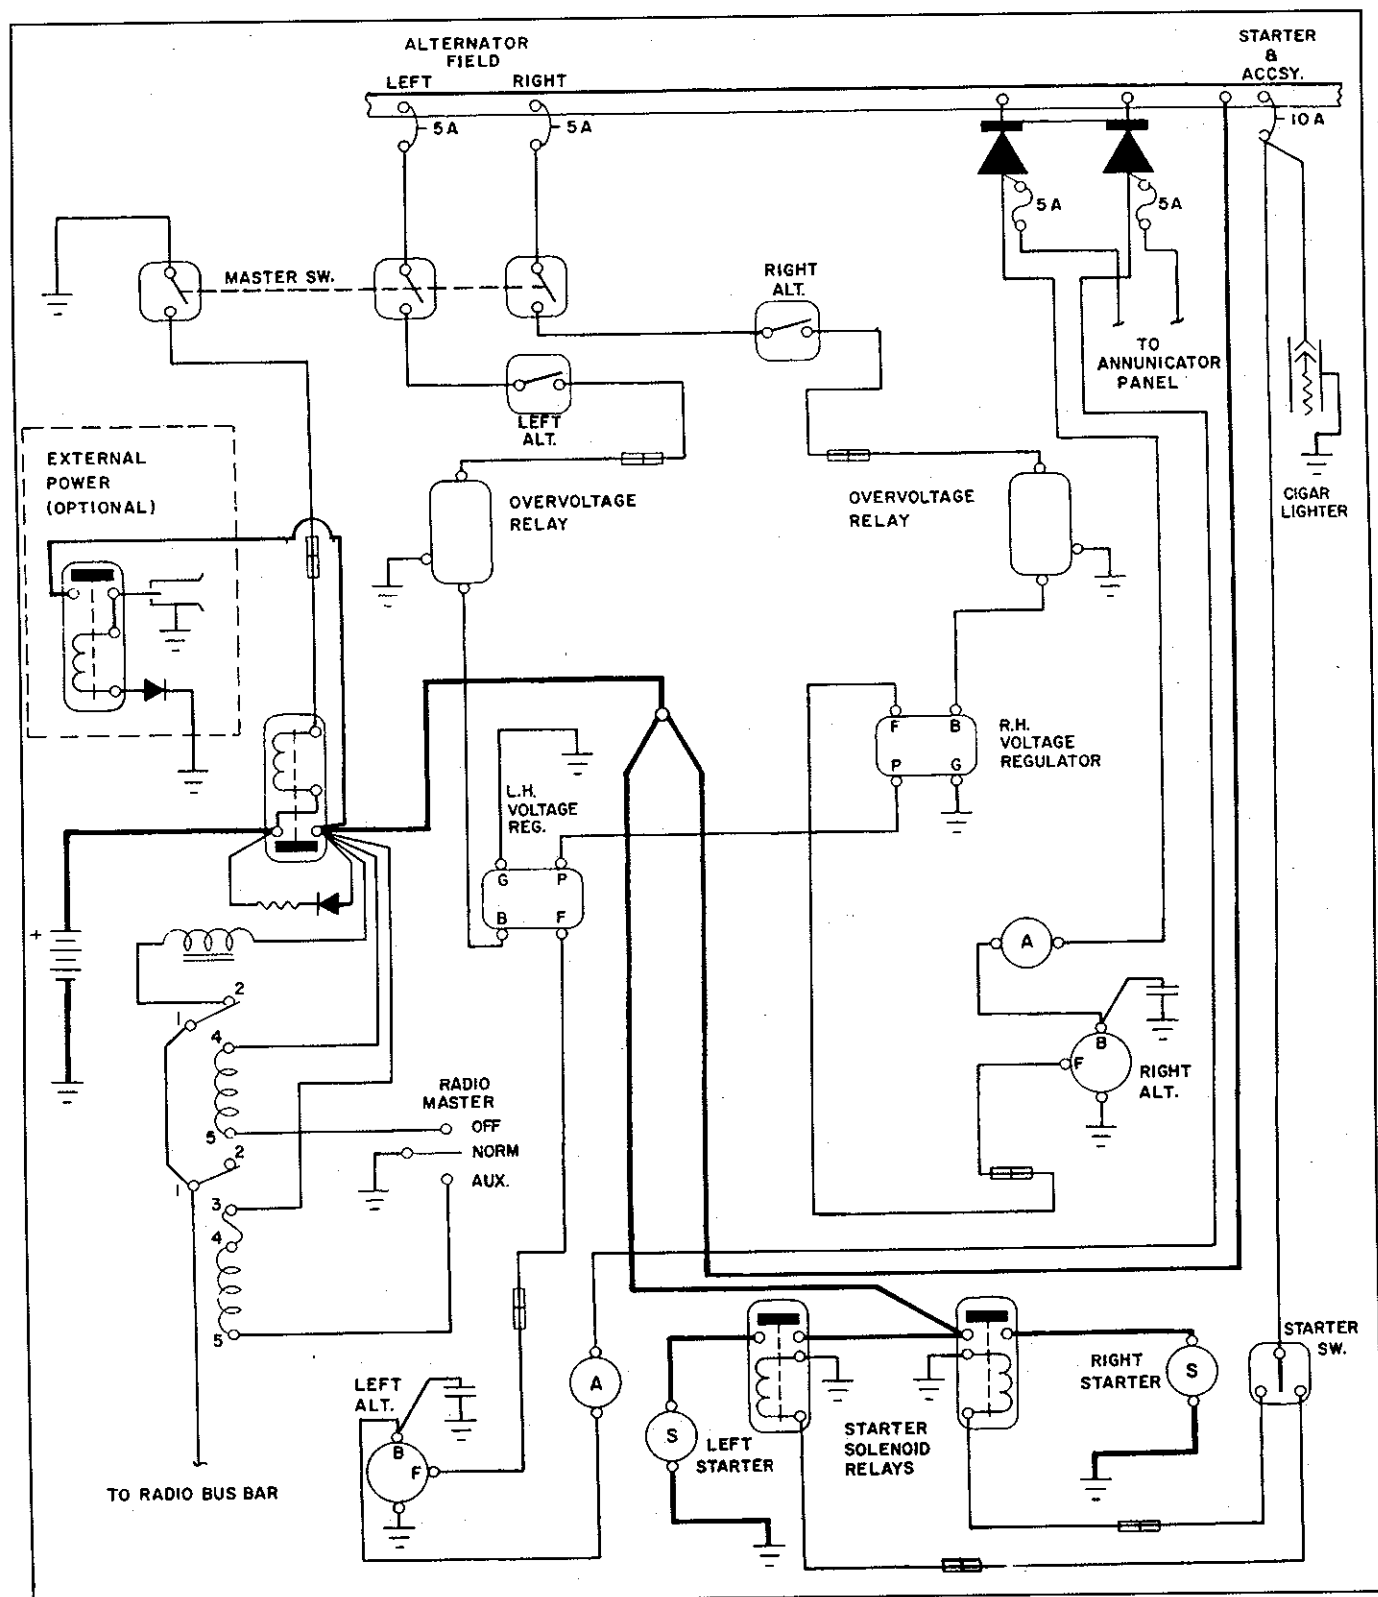 ALTERNATOR
FIELD
LEFT
RIGHT
STARTER
&
ACCSY.
5A
5A
10A
5A
5A
MASTER SW.
RIGHT
ALT.
TO
ANNUNICATOR
PANEL
LEFT
ALT.
EXTERNAL
POWER
(OPTIONAL)
OVERVOLTAGE
RELAY
OVERVOLTAGE
RELAY
CIGAR
LIGHTER
F
B
P
G
R.H.
VOLTAGE
REGULATOR
L.H.
VOLTAGE
REG.
G
P
B
F
+
A
2
1
4
5
2
1
3
4
5
RADIO
MASTER
OFF
NORM
AUX.
B
F
RIGHT
ALT.
STARTER
SW.
RIGHT
STARTER
S
A
LEFT
ALT.
B
F
S
LEFT
STARTER
STARTER
SOLENOID
RELAYS
TO RADIO BUS BAR